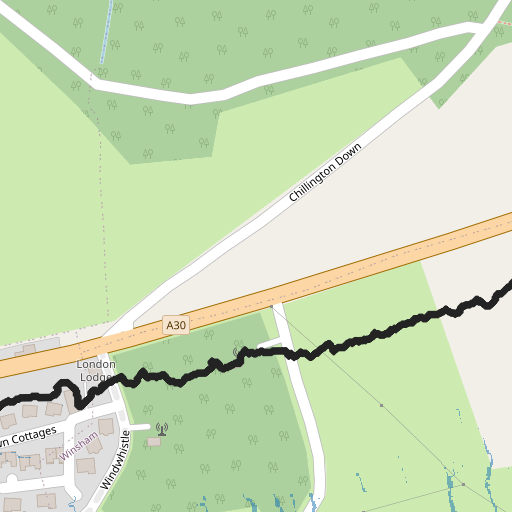 Chillington Down
A30
London
Lodge
wn Cottages
Winsham
Windwhistle